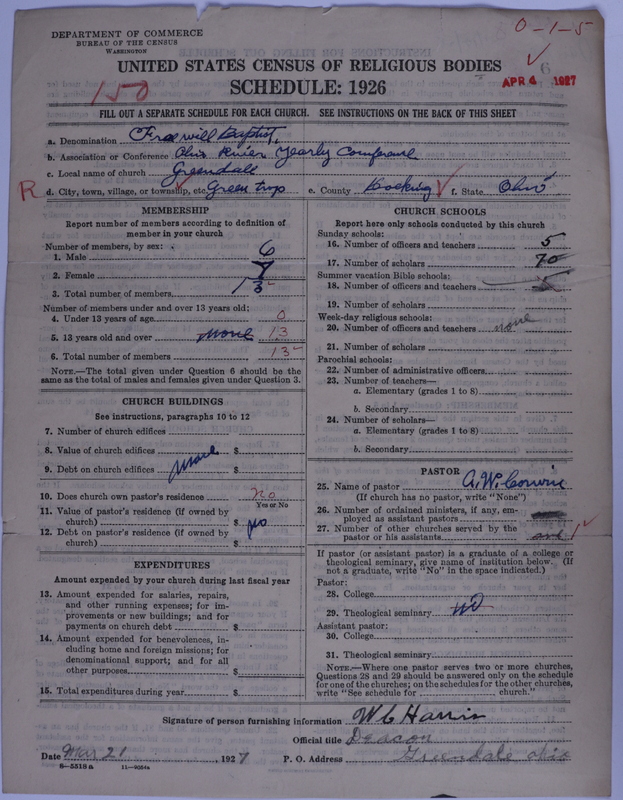 0-1-5
DEPARTMENT OF COMMERCE
BUREAU OF THE CENSUS
WASHINGTON
UNITED STATES CENSUS OF RELIGIOUS BODIES
6
APR 4 1927
SCHEDULE: 1926
150
FILL OUT A SEPARATE SCHEDULE FOR EACH CHURCH. SEE INSTRUCTIONS ON THE BACK OF THIS SHEET
a. Denomination Freewill Baptist
b. Association or Conference Ohio River Yearly Conferance
c. Local name of church Greendall
R d. City, town, village, or township, etc. Green twp e. County Hocking f. State Ohio
MEMBERSHIP
Report number of members according to definition of member in your church
Number of members, by sex:
1. Male 6
2. Female 7
3. Total number of members 13
Number of members under and over 13 years old:
4. Under 13 years of age 0
5. 13 years old and over none 13
6. Total number of members 13
NOTE.—The total given under Question 6 should be the same as the total of males and females given under Question 3.
CHURCH BUILDINGS
See instructions, paragraphs 10 to 12
7. Number of church edifices
8. Value of church edifices $
9. Debt on church edifices none $
10. Does church own pastor's residence no
Yes or No
11. Value of pastor's residence (if owned by church) $ no
12. Debt on pastor's residence (if owned by church) $
EXPENDITURES
Amount expended by your church during last fiscal year
13. Amount expended for salaries, repairs, and other running expenses; for improvements or new buildings; and for payments on church debt $
14. Amount expended for benevolences, including home and foreign missions; for denominational support; and for all other purposes $
15. Total expenditures during year $
CHURCH SCHOOLS
Report here only schools conducted by this church
Sunday schools:
16. Number of officers and teachers 5
17. Number of scholars 70
Summer vacation Bible schools:
18. Number of officers and teachers
19. Number of scholars
Week-day religious schools:
20. Number of officers and teachers none
21. Number of scholars
Parochial schools:
22. Number of administrative officers
23. Number of teachers—
a. Elementary (grades 1 to 8)
b. Secondary
24. Number of scholars—
a. Elementary (grades 1 to 8)
b. Secondary
PASTOR
25. Name of pastor A. W. Corwin
(If church has no pastor, write "None")
26. Number of ordained ministers, if any, employed as assistant pastors
27. Number of other churches served by the pastor or his assistants 1
If pastor (or assistant pastor) is a graduate of a college or theological seminary, give name of institution below. (If not a graduate, write "No" in the space indicated.)
Pastor:
28. College
29. Theological seminary no
Assistant pastor:
30. College
31. Theological seminary
NOTE.—Where one pastor serves two or more churches, Questions 28 and 29 should be answered only on the schedule for one of the churches; on the schedules for the other churches, write "See schedule for church."
Signature of person furnishing information W C Harris
Official title Deacon
Date Mar 21 1927 P. O. Address Greendale ohio
8-5518a 11-9034a